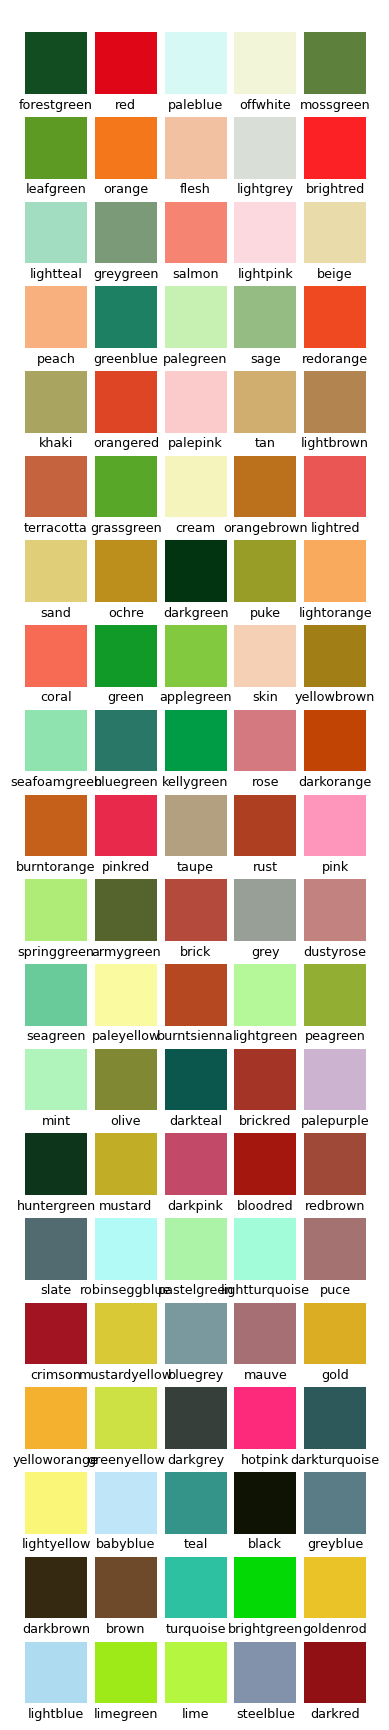 forestgreen red paleblue offwhite mossgreen
leafgreen orange flesh lightgrey brightred
lightteal greygreen salmon lightpink beige
peach greenblue palegreen sage redorange
khaki orangered palepink tan lightbrown
terracotta grassgreen cream orangebrown lightred
sand ochre darkgreen puke lightorange
coral green applegreen skin yellowbrown
seafoamgreen bluegreen kellygreen rose darkorange
burntorange pinkred taupe rust pink
springgreen armygreen brick grey dustyrose
seagreen paleyellow burntsienna lightgreen peagreen
mint olive darkteal brickred palepurple
huntergreen mustard darkpink bloodred redbrown
slate robinseggblue pastelgreen lightturquoise puce
crimson mustardyellow bluegrey mauve gold
yelloworange greenyellow darkgrey hotpink darkturquoise
lightyellow babyblue teal black greyblue
darkbrown brown turquoise brightgreen goldenrod
lightblue limegreen lime steelblue darkred